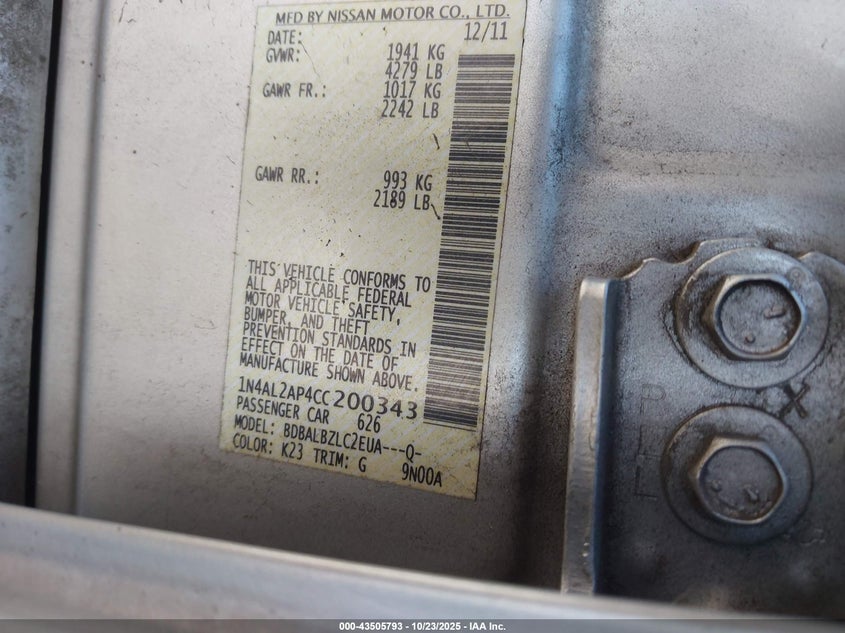 MFD BY NISSAN MOTOR CO., LTD.
DATE: 12/11
GVWR: 1941 KG
4279 LB
GAWR FR.: 1017 KG
2242 LB
GAWR RR.: 993 KG
2189 LB
THIS VEHICLE CONFORMS TO
ALL APPLICABLE FEDERAL
MOTOR VEHICLE SAFETY,
BUMPER, AND THEFT
PREVENTION STANDARDS IN
EFFECT ON THE DATE OF
MANUFACTURE SHOWN ABOVE.
1N4AL2AP4CC200343
PASSENGER CAR 626
MODEL: BDBALBZLC2EUA---Q-
COLOR: K23 TRIM: G 9N00A
X
000-43505793 - 10/23/2025 - IAA Inc.